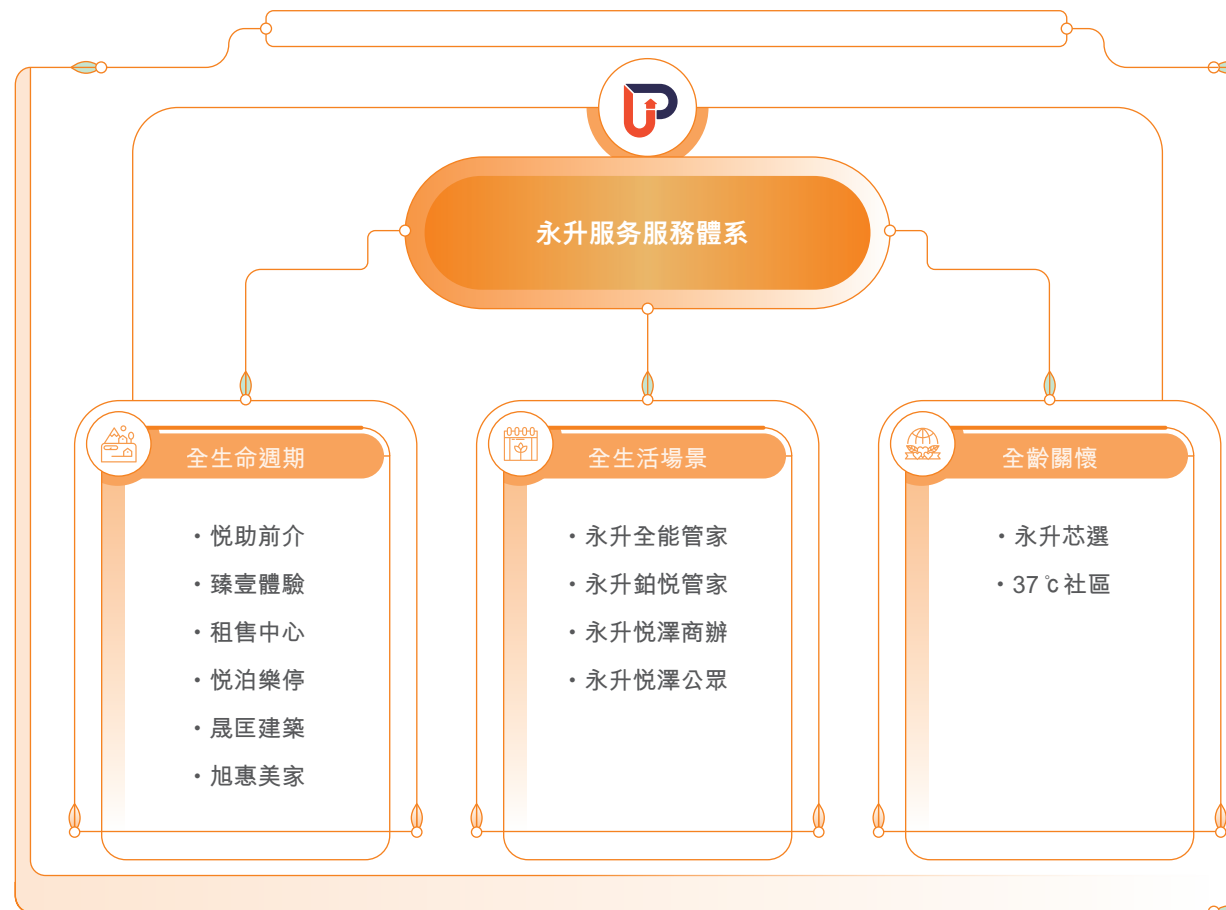 永升服务服務體系
全生命週期
・悦助前介
・臻壹體驗
・租售中心
・悦泊樂停
・晟匡建築
・旭惠美家
全生活場景
・永升全能管家
・永升鉑悦管家
・永升悦澤商辦
・永升悦澤公眾
全齡關懷
・永升芯選
・37℃社區